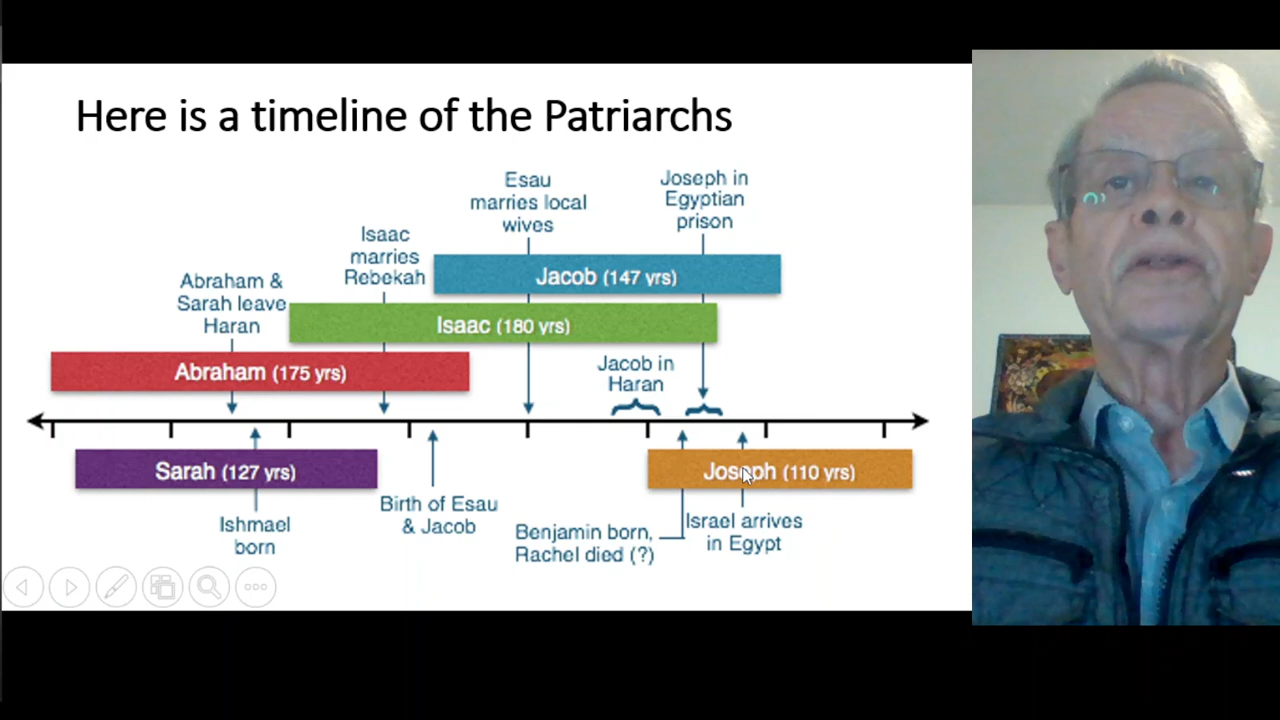 Here is a timeline of the Patriarchs
Esau
marries local
wives
Joseph in
Egyptian
prison
Isaac
marries
Rebekah
Abraham &
Sarah leave
Haran
Jacob (147 yrs)
Isaac (180 yrs)
Abraham (175 yrs)
Jacob in
Haran
Sarah (127 yrs)
Joseph (110 yrs)
Ishmael
born
Birth of Esau
& Jacob
Benjamin born,
Rachel died (?)
Israel arrives
in Egypt